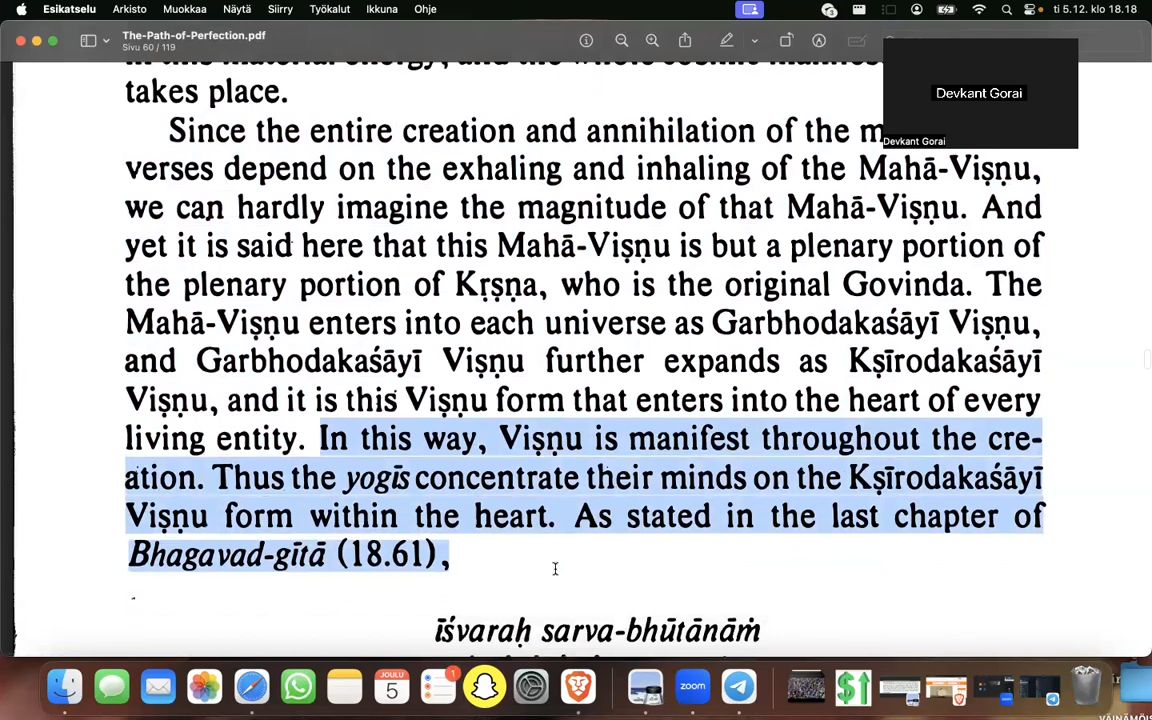 Esikatselu Arkisto Muokkaa Näytä Siirry Työkalut Ikkuna Ohje ti 5.12. klo 18.18
The-Path-of-Perfection.pdf
Sivu 60 / 119
Devkant Gorai
Devkant Gorai
takes place.
Since the entire creation and annihilation of the m
verses depend on the exhaling and inhaling of the Mahā-Viṣṇu,
we can hardly imagine the magnitude of that Mahā-Viṣṇu. And
yet it is said here that this Mahā-Viṣṇu is but a plenary portion of
the plenary portion of Kṛṣṇa, who is the original Govinda. The
Mahā-Viṣṇu enters into each universe as Garbhodakaśāyī Viṣṇu,
and Garbhodakaśāyī Viṣṇu further expands as Kṣīrodakaśāyī
Viṣṇu, and it is this Viṣṇu form that enters into the heart of every
living entity. In this way, Viṣṇu is manifest throughout the cre-
ation. Thus the yogīs concentrate their minds on the Kṣīrodakaśāyī
Viṣṇu form within the heart. As stated in the last chapter of
Bhagavad-gītā (18.61),
īśvaraḥ sarva-bhūtānāṁ
JOULU
5
1
zoom